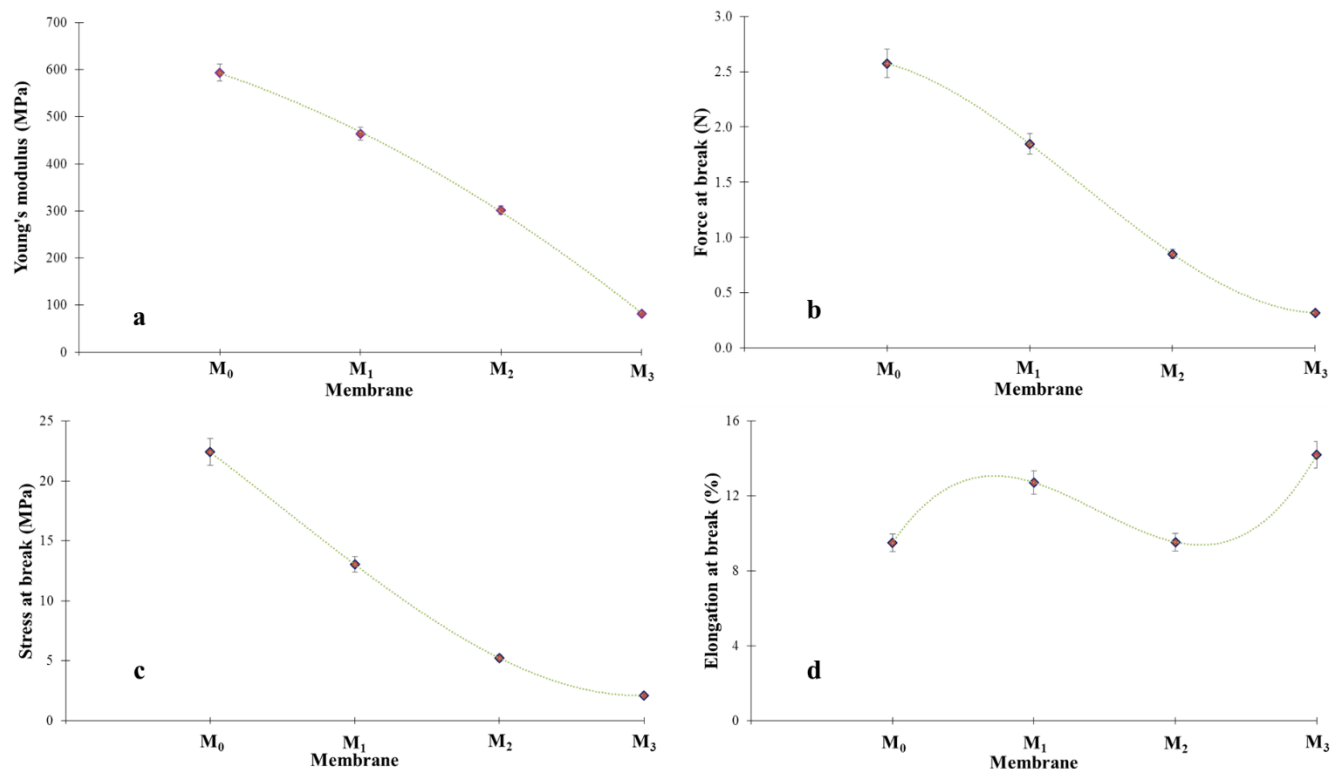 700
600
500
400
300
200
100
0
Young's modulus (MPa)
a
M₀ M₁ M₂ M₃
Membrane
3.0
2.5
2.0
1.5
1.0
0.5
0.0
Force at break (N)
b
M₀ M₁ M₂ M₃
Membrane
25
20
15
10
5
0
Stress at break (MPa)
c
M₀ M₁ M₂ M₃
Membrane
16
12
8
4
0
Elongation at break (%)
d
M₀ M₁ M₂ M₃
Membrane